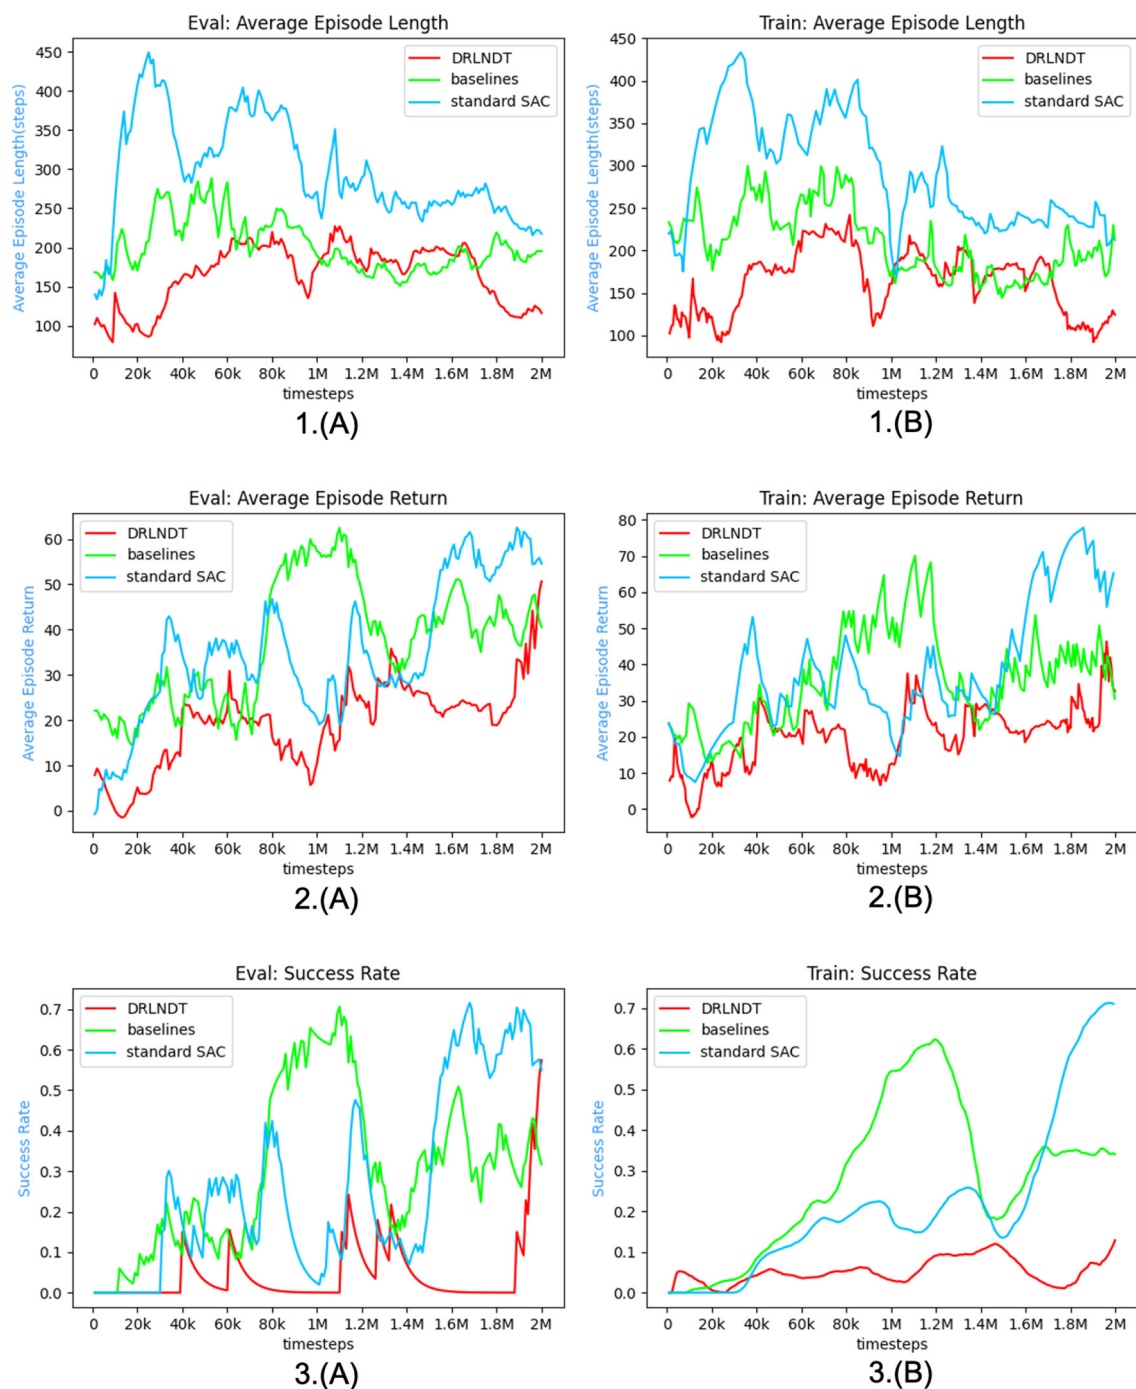 Eval: Average Episode Length
Average Episode Length(steps)
450
400
350
300
250
200
150
100
DRLNDT
baselines
standard SAC
0 20k 40k 60k 80k 1M 1.2M 1.4M 1.6M 1.8M 2M
timesteps
1.(A)
Train: Average Episode Length
Average Episode Length(steps)
450
400
350
300
250
200
150
100
DRLNDT
baselines
standard SAC
0 20k 40k 60k 80k 1M 1.2M 1.4M 1.6M 1.8M 2M
timesteps
1.(B)
Eval: Average Episode Return
Average Episode Return
60
50
40
30
20
10
0
DRLNDT
baselines
standard SAC
0 20k 40k 60k 80k 1M 1.2M 1.4M 1.6M 1.8M 2M
timesteps
2.(A)
Train: Average Episode Return
Average Episode Return
80
70
60
50
40
30
20
10
0
DRLNDT
baselines
standard SAC
0 20k 40k 60k 80k 1M 1.2M 1.4M 1.6M 1.8M 2M
timesteps
2.(B)
Eval: Success Rate
Success Rate
0.7
0.6
0.5
0.4
0.3
0.2
0.1
0.0
DRLNDT
baselines
standard SAC
0 20k 40k 60k 80k 1M 1.2M 1.4M 1.6M 1.8M 2M
timesteps
3.(A)
Train: Success Rate
Success Rate
0.7
0.6
0.5
0.4
0.3
0.2
0.1
0.0
DRLNDT
baselines
standard SAC
0 20k 40k 60k 80k 1M 1.2M 1.4M 1.6M 1.8M 2M
timesteps
3.(B)